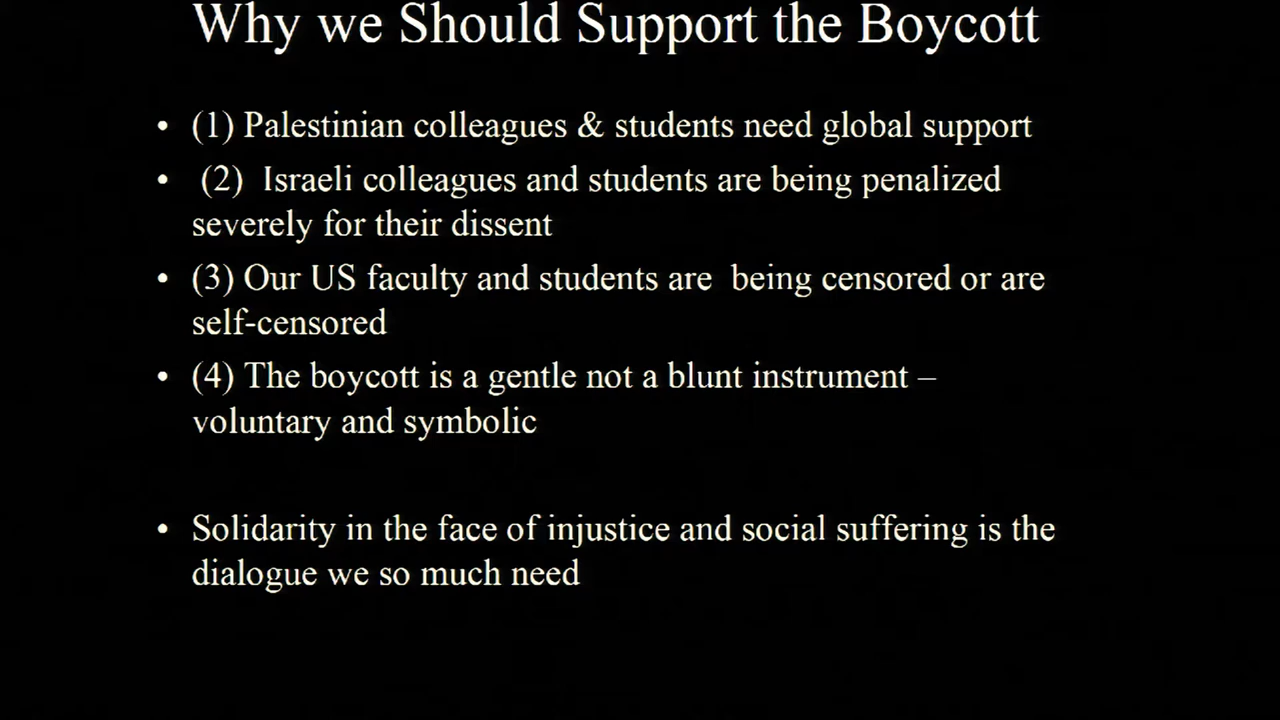 Why we Should Support the Boycott
• (1) Palestinian colleagues & students need global support
• (2) Israeli colleagues and students are being penalized
severely for their dissent
• (3) Our US faculty and students are being censored or are
self-censored
• (4) The boycott is a gentle not a blunt instrument –
voluntary and symbolic
• Solidarity in the face of injustice and social suffering is the
dialogue we so much need